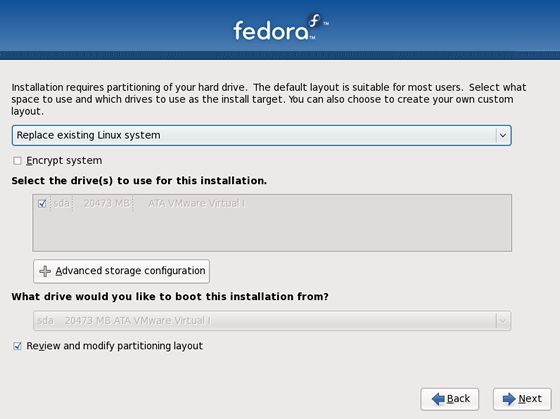 fedora™
Installation requires partitioning of your hard drive. The default layout is suitable for most users. Select what
space to use and which drives to use as the install target. You can also choose to create your own custom
layout.
Replace existing Linux system
Encrypt system
Select the drive(s) to use for this installation.
sda 20473 MB ATA VMware Virtual I
Advanced storage configuration
What drive would you like to boot this installation from?
sda 20473 MB ATA VMware Virtual I
Review and modify partitioning layout
Back Next